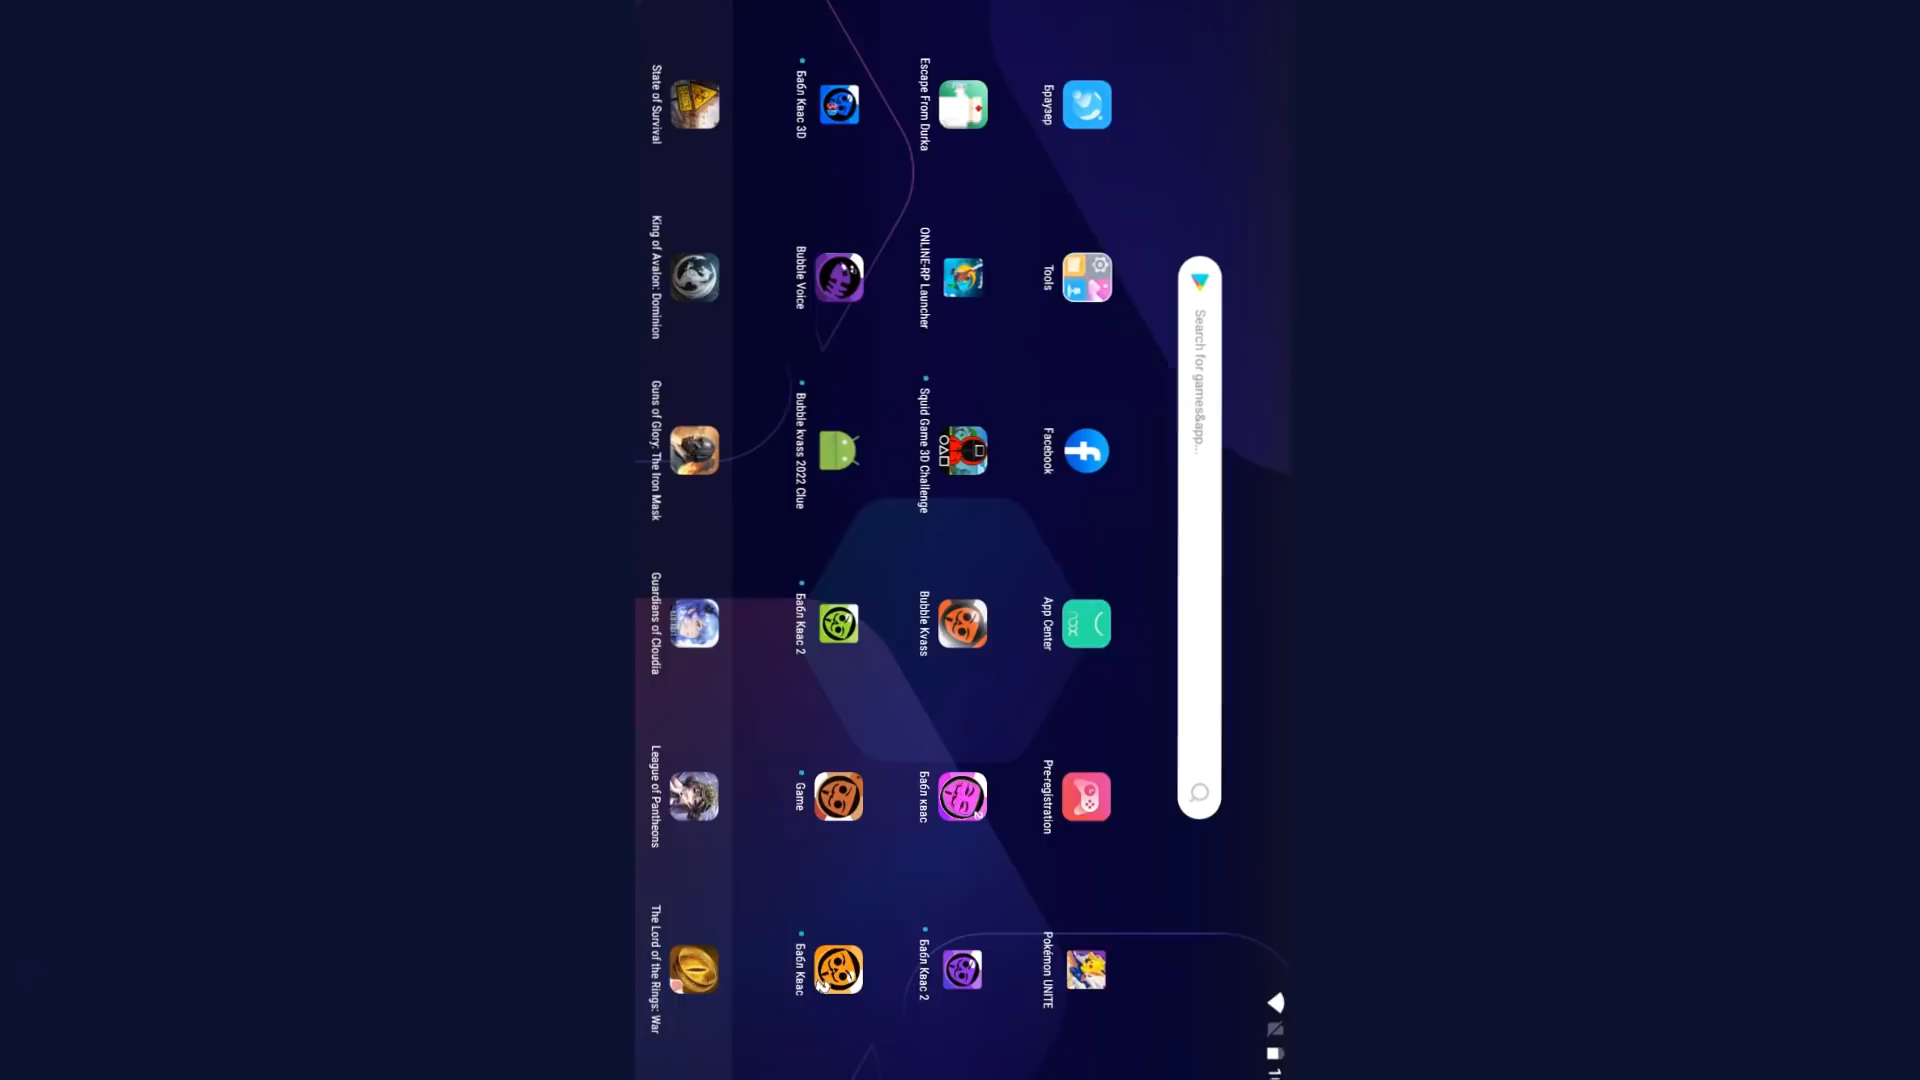 Search for games&app...
Браузер
Tools
Facebook
App Center
Pre-registration
Pokémon UNITE
Escape From Durka
ONLINE-RP Launcher
Squid Game 3D Challenge
Bubble Kvass
Бабл квас
Бабл Квас 2
Бабл Квас 3D
Bubble Voice
Bubble kvass 2022 Clue
Бабл Квас 2
Game
Бабл Квас
State of Survival
King of Avalon: Dominion
Guns of Glory: The Iron Mask
Guardians of Cloudia
League of Pantheons
The Lord of the Rings: War